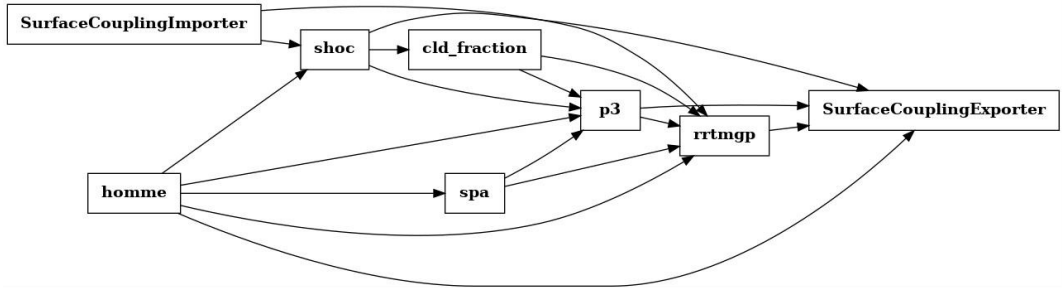 SurfaceCouplingImporter
shoc
cld_fraction
p3
SurfaceCouplingExporter
rrtmgp
homme
spa